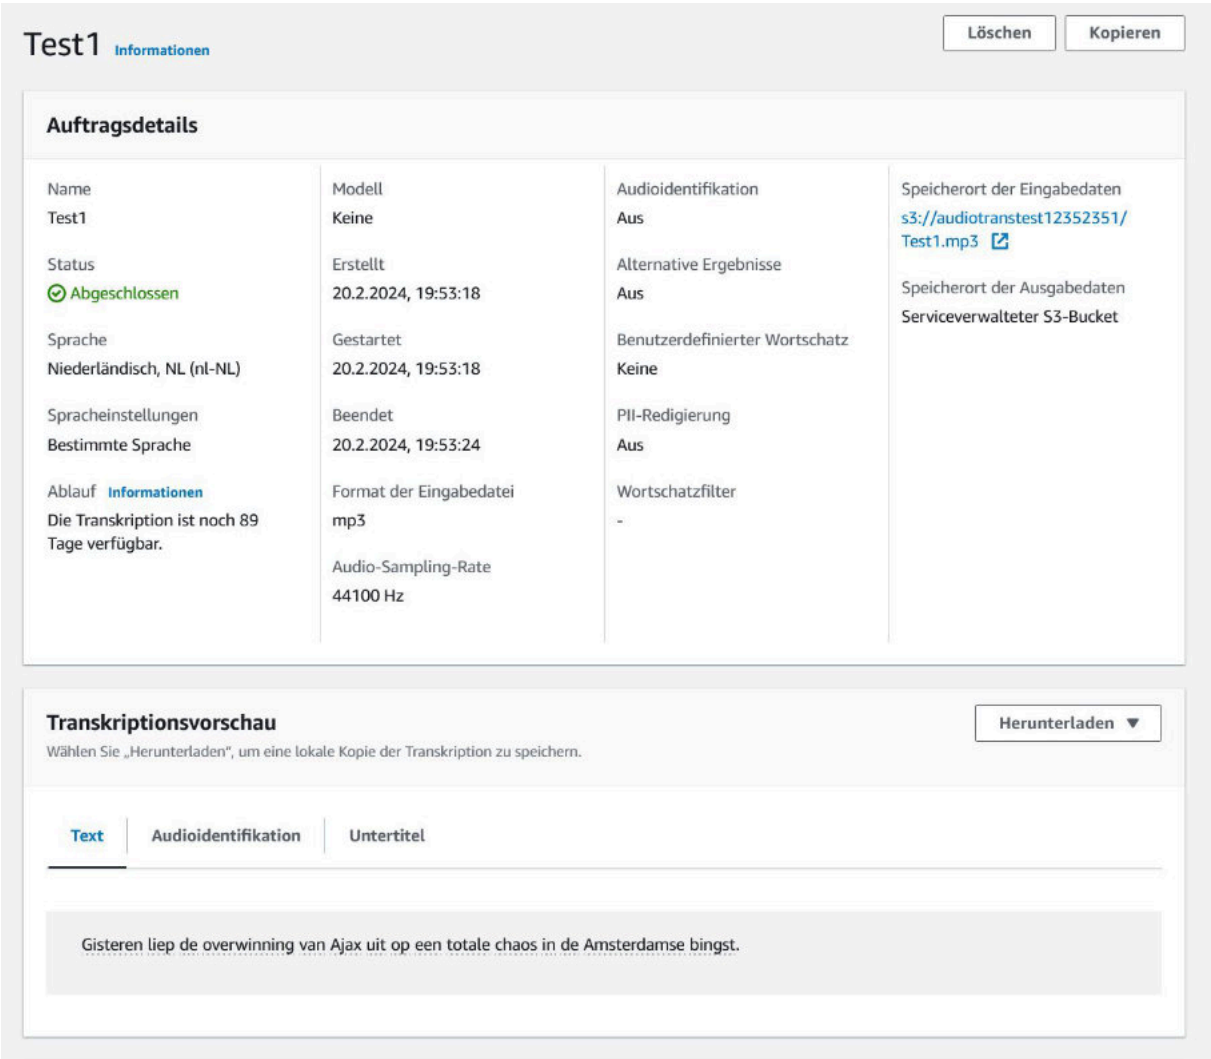 Test1 Informationen
Löschen
Kopieren
Auftragsdetails
Name
Test1
Status
Abgeschlossen
Sprache
Niederländisch, NL (nl-NL)
Spracheinstellungen
Bestimmte Sprache
Ablauf Informationen
Die Transkription ist noch 89
Tage verfügbar.
Modell
Keine
Erstellt
20.2.2024, 19:53:18
Gestartet
20.2.2024, 19:53:18
Beendet
20.2.2024, 19:53:24
Format der Eingabedatei
mp3
Audio-Sampling-Rate
44100 Hz
Audioidentifikation
Aus
Alternative Ergebnisse
Aus
Benutzerdefinierter Wortschatz
Keine
PII-Redigierung
Aus
Wortschatzfilter
-
Speicherort der Eingabedaten
s3://audiotranstest12352351/
Test1.mp3
Speicherort der Ausgabedaten
Serviceverwalteter S3-Bucket
Transkriptionsvorschau
Wählen Sie „Herunterladen“, um eine lokale Kopie der Transkription zu speichern.
Herunterladen
Text
Audioidentifikation
Untertitel
Gisteren liep de overwinning van Ajax uit op een totale chaos in de Amsterdamse bingst.